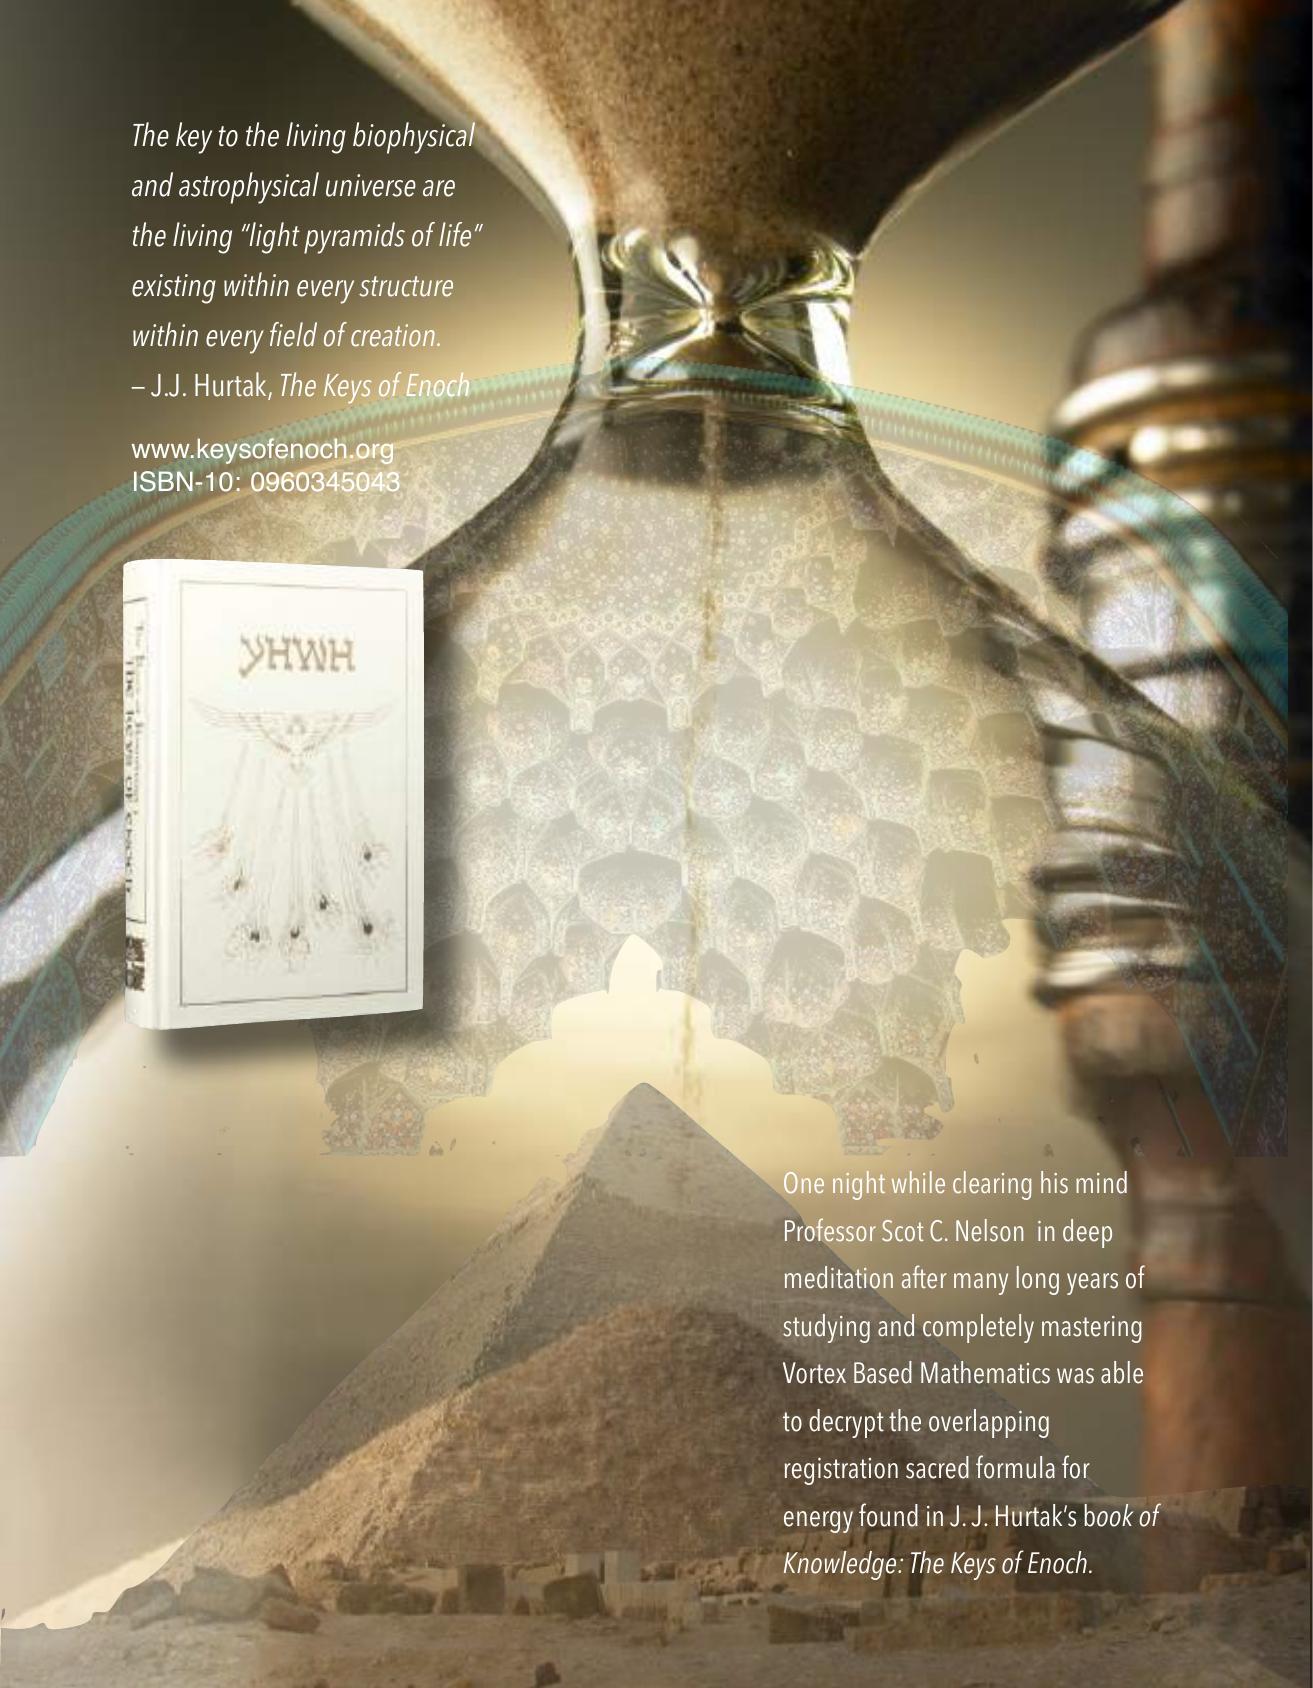 The key to the living biophysical
and astrophysical universe are
the living “light pyramids of life”
existing within every structure
within every field of creation.
– J.J. Hurtak, The Keys of Enoch
www.keysofenoch.org
ISBN-10: 0960345043
YHWH
THE KEYS OF ENOCH
One night while clearing his mind
Professor Scot C. Nelson  in deep
meditation after many long years of
studying and completely mastering
Vortex Based Mathematics was able
to decrypt the overlapping
registration sacred formula for
energy found in J. J. Hurtak’s book of
Knowledge: The Keys of Enoch.